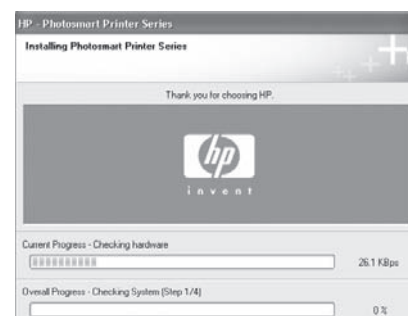 HP - Photosmart Printer Series
Installing Photosmart Printer Series
Thank you for choosing HP.
hp
invent
Current Progress - Checking hardware
26.1 KBps
Overall Progress - Checking System (Step 1/4)
0 %